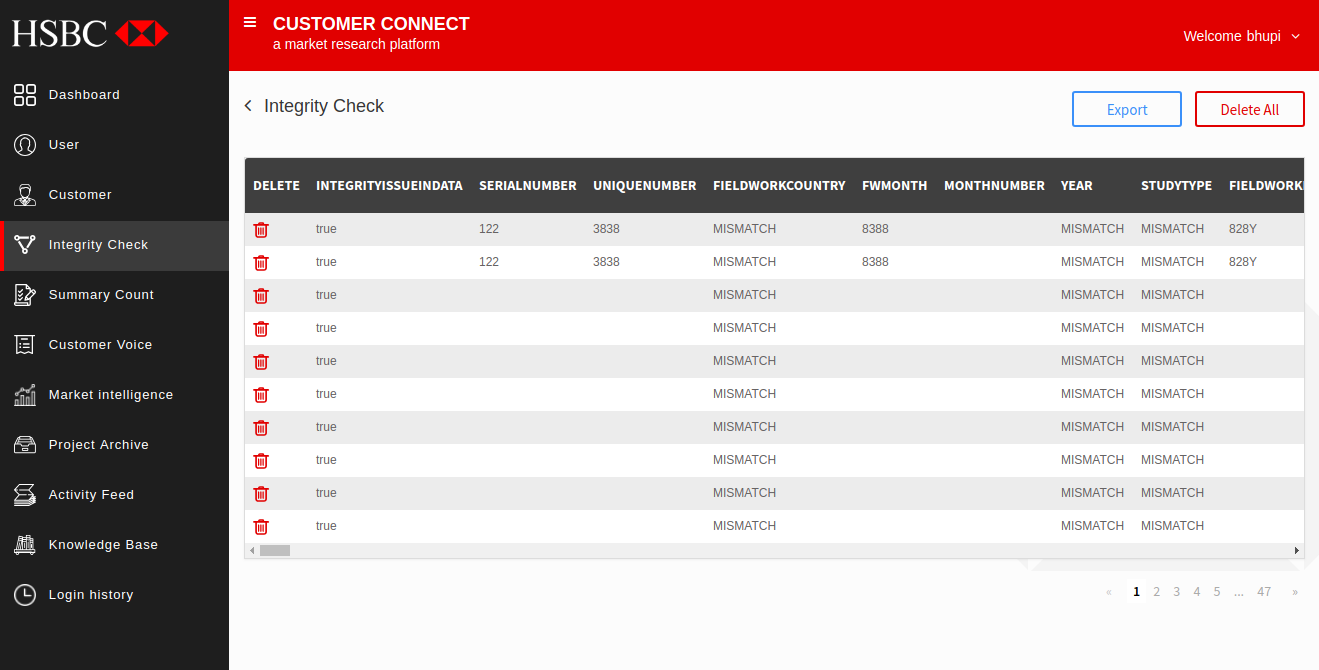 HSBC
CUSTOMER CONNECT
a market research platform
Welcome bhupi
Dashboard
User
Customer
Integrity Check
Summary Count
Customer Voice
Market intelligence
Project Archive
Activity Feed
Knowledge Base
Login history
Integrity Check
Export
Delete All
DELETE INTEGRITYISSUEINDATA SERIALNUMBER UNIQUENUMBER FIELDWORKCOUNTRY FWMONTH MONTHNUMBER YEAR STUDYTYPE
true 122 3838 MISMATCH 8388 MISMATCH MISMATCH 828Y
true 122 3838 MISMATCH 8388 MISMATCH MISMATCH 828Y
true MISMATCH MISMATCH MISMATCH
true MISMATCH MISMATCH MISMATCH
true MISMATCH MISMATCH MISMATCH
true MISMATCH MISMATCH MISMATCH
true MISMATCH MISMATCH MISMATCH
true MISMATCH MISMATCH MISMATCH
true MISMATCH MISMATCH MISMATCH
true MISMATCH MISMATCH MISMATCH
« 1 2 3 4 5 ... 47 »